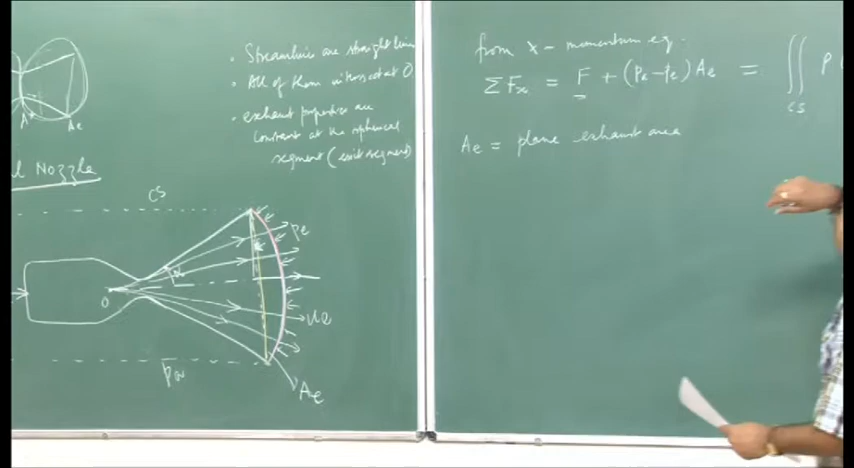 Ae
l Nozzle
• Streamlines are straight lines
• All of them intersect at O
• exhaust properties are
constant at the spherical
segment (exit segment)
CS
pe
α
O
ue
p∞
Ae
from x-momentum eq.
ΣFx = F + (pₐ-pe)Ae = ∬ ρ
CS
Ae = plane exhaust area